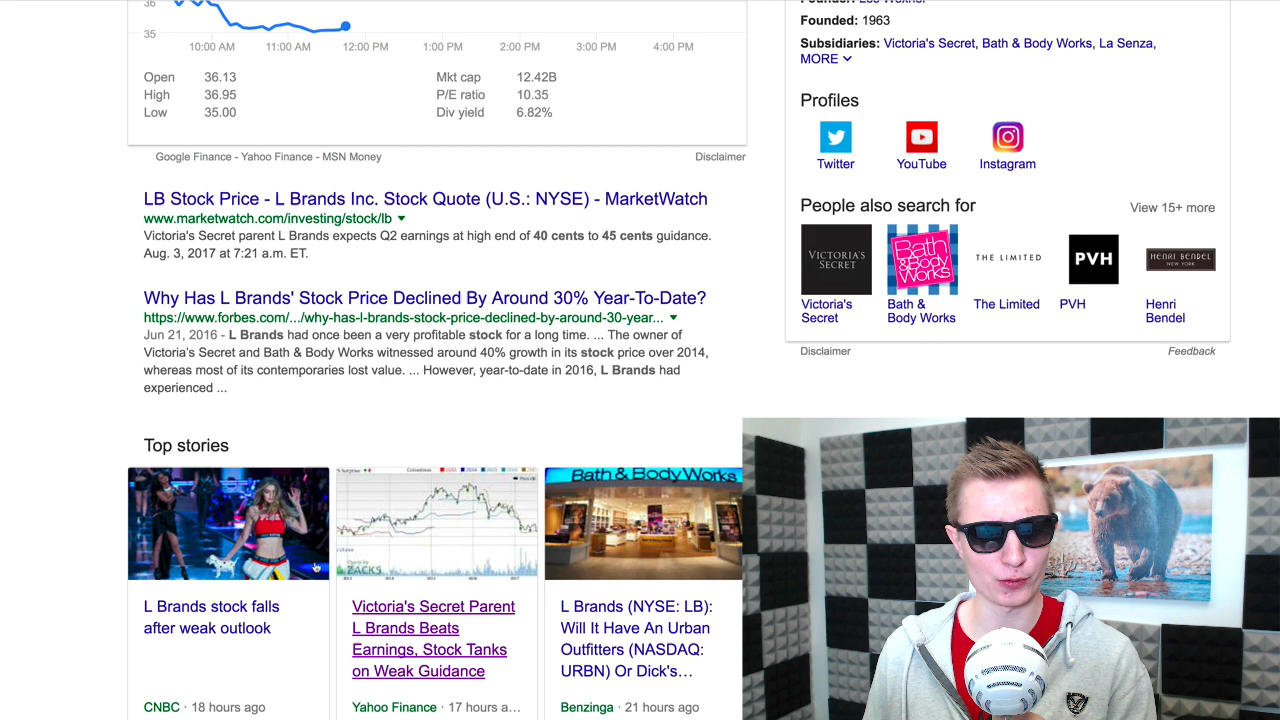 36
35
10:00 AM 11:00 AM 12:00 PM 1:00 PM 2:00 PM 3:00 PM 4:00 PM
Open 36.13 Mkt cap 12.42B
High 36.95 P/E ratio 10.35
Low 35.00 Div yield 6.82%
Google Finance - Yahoo Finance - MSN Money Disclaimer
LB Stock Price - L Brands Inc. Stock Quote (U.S.: NYSE) - MarketWatch
www.marketwatch.com/investing/stock/lb
Victoria's Secret parent L Brands expects Q2 earnings at high end of 40 cents to 45 cents guidance.
Aug. 3, 2017 at 7:21 a.m. ET.
Why Has L Brands' Stock Price Declined By Around 30% Year-To-Date?
https://www.forbes.com/.../why-has-l-brands-stock-price-declined-by-around-30-year...
Jun 21, 2016 - L Brands had once been a very profitable stock for a long time. ... The owner of
Victoria's Secret and Bath & Body Works witnessed around 40% growth in its stock price over 2014,
whereas most of its contemporaries lost value. ... However, year-to-date in 2016, L Brands had
experienced ...
Top stories
Bath & Body Works
ZACKS
L Brands stock falls
after weak outlook
CNBC · 18 hours ago
Victoria's Secret Parent
L Brands Beats
Earnings, Stock Tanks
on Weak Guidance
Yahoo Finance · 17 hours a...
L Brands (NYSE: LB):
Will It Have An Urban
Outfitters (NASDAQ:
URBN) Or Dick's...
Benzinga · 21 hours ago
Founder: Les Wexner
Founded: 1963
Subsidiaries: Victoria's Secret, Bath & Body Works, La Senza,
MORE
Profiles
Twitter YouTube Instagram
People also search for View 15+ more
VICTORIA'S
SECRET
Bath
& Body
Works
THE LIMITED
PVH
HENRI BENDEL
NEW YORK
Victoria's
Secret
Bath &
Body Works
The Limited
PVH
Henri
Bendel
Disclaimer Feedback